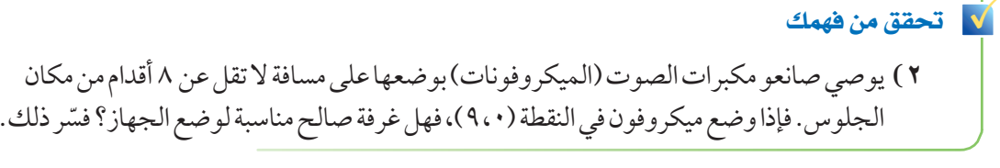 تحقق من فهمك
٢) يوصي صانعو مكبرات الصوت (الميكروفونات) بوضعها على مسافة لا تقل عن ٨ أقدام من مكان
الجلوس. فإذا وضع ميكروفون في النقطة (٩،٠)، فهل غرفة صالح مناسبة لوضع الجهاز؟ فسّر ذلك.